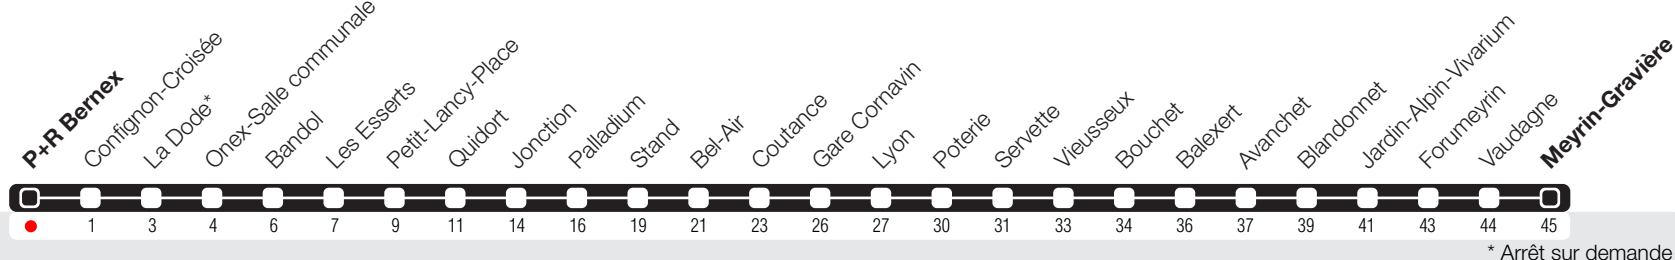 P+R Bernex
Confignon-Croisée
La Dode*
Onex-Salle communale
Bandol
Les Esserts
Petit-Lancy-Place
Quidort
Jonction
Palladium
Stand
Bel-Air
Coutance
Gare Cornavin
Lyon
Poterie
Servette
Vieusseux
Bouchet
Balexert
Avanchet
Blandonnet
Jardin-Alpin-Vivarium
Forumeyrin
Vaudagne
Meyrin-Gravière
1 3 4 6 7 9 11 14 16 19 21 23 26 27 30 31 33 34 36 37 39 41 43 44 45
* Arrêt sur demande